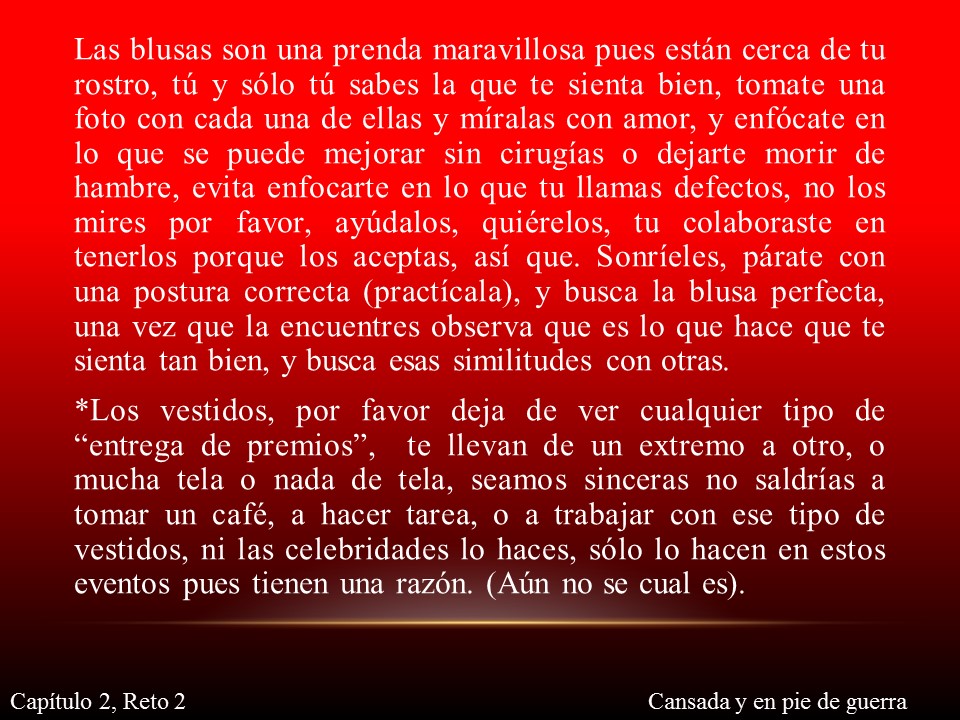 Las blusas son una prenda maravillosa pues están cerca de tu
rostro, tú y sólo tú sabes la que te sienta bien, tomate una
foto con cada una de ellas y míralas con amor, y enfócate en
lo que se puede mejorar sin cirugías o dejarte morir de
hambre, evita enfocarte en lo que tu llamas defectos, no los
mires por favor, ayúdalos, quiérelos, tu colaboraste en
tenerlos porque los aceptas, así que. Sonríeles, párate con
una postura correcta (practícala), y busca la blusa perfecta,
una vez que la encuentres observa que es lo que hace que te
sienta tan bien, y busca esas similitudes con otras.
*Los vestidos, por favor deja de ver cualquier tipo de
“entrega de premios”, te llevan de un extremo a otro, o
mucha tela o nada de tela, seamos sinceras no saldrías a
tomar un café, a hacer tarea, o a trabajar con ese tipo de
vestidos, ni las celebridades lo haces, sólo lo hacen en estos
eventos pues tienen una razón. (Aún no se cual es).
Capítulo 2, Reto 2
Cansada y en pie de guerra